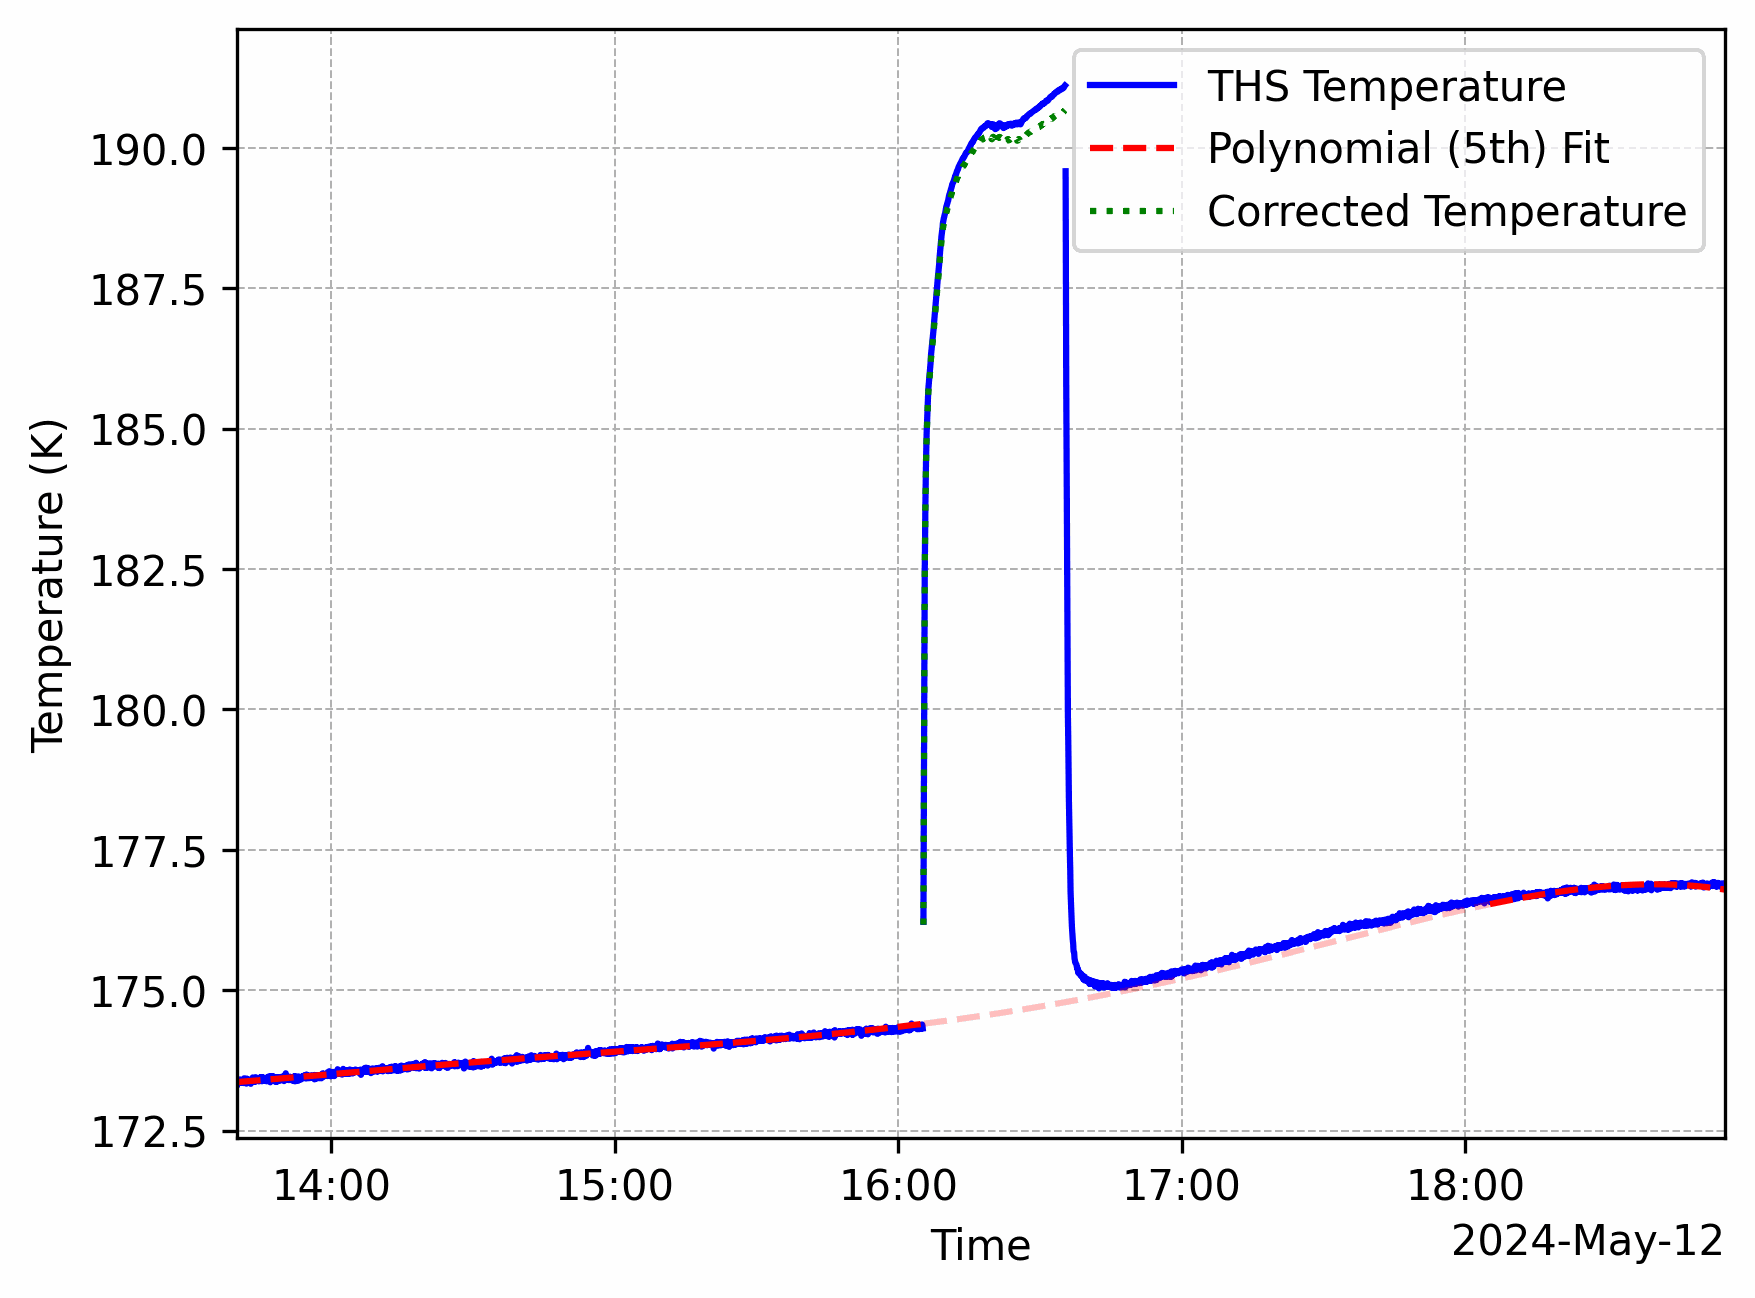 THS Temperature
Polynomial (5th) Fit
Corrected Temperature
190.0
187.5
185.0
182.5
180.0
177.5
175.0
172.5
Temperature (K)
14:00 15:00 16:00 17:00 18:00
Time
2024-May-12